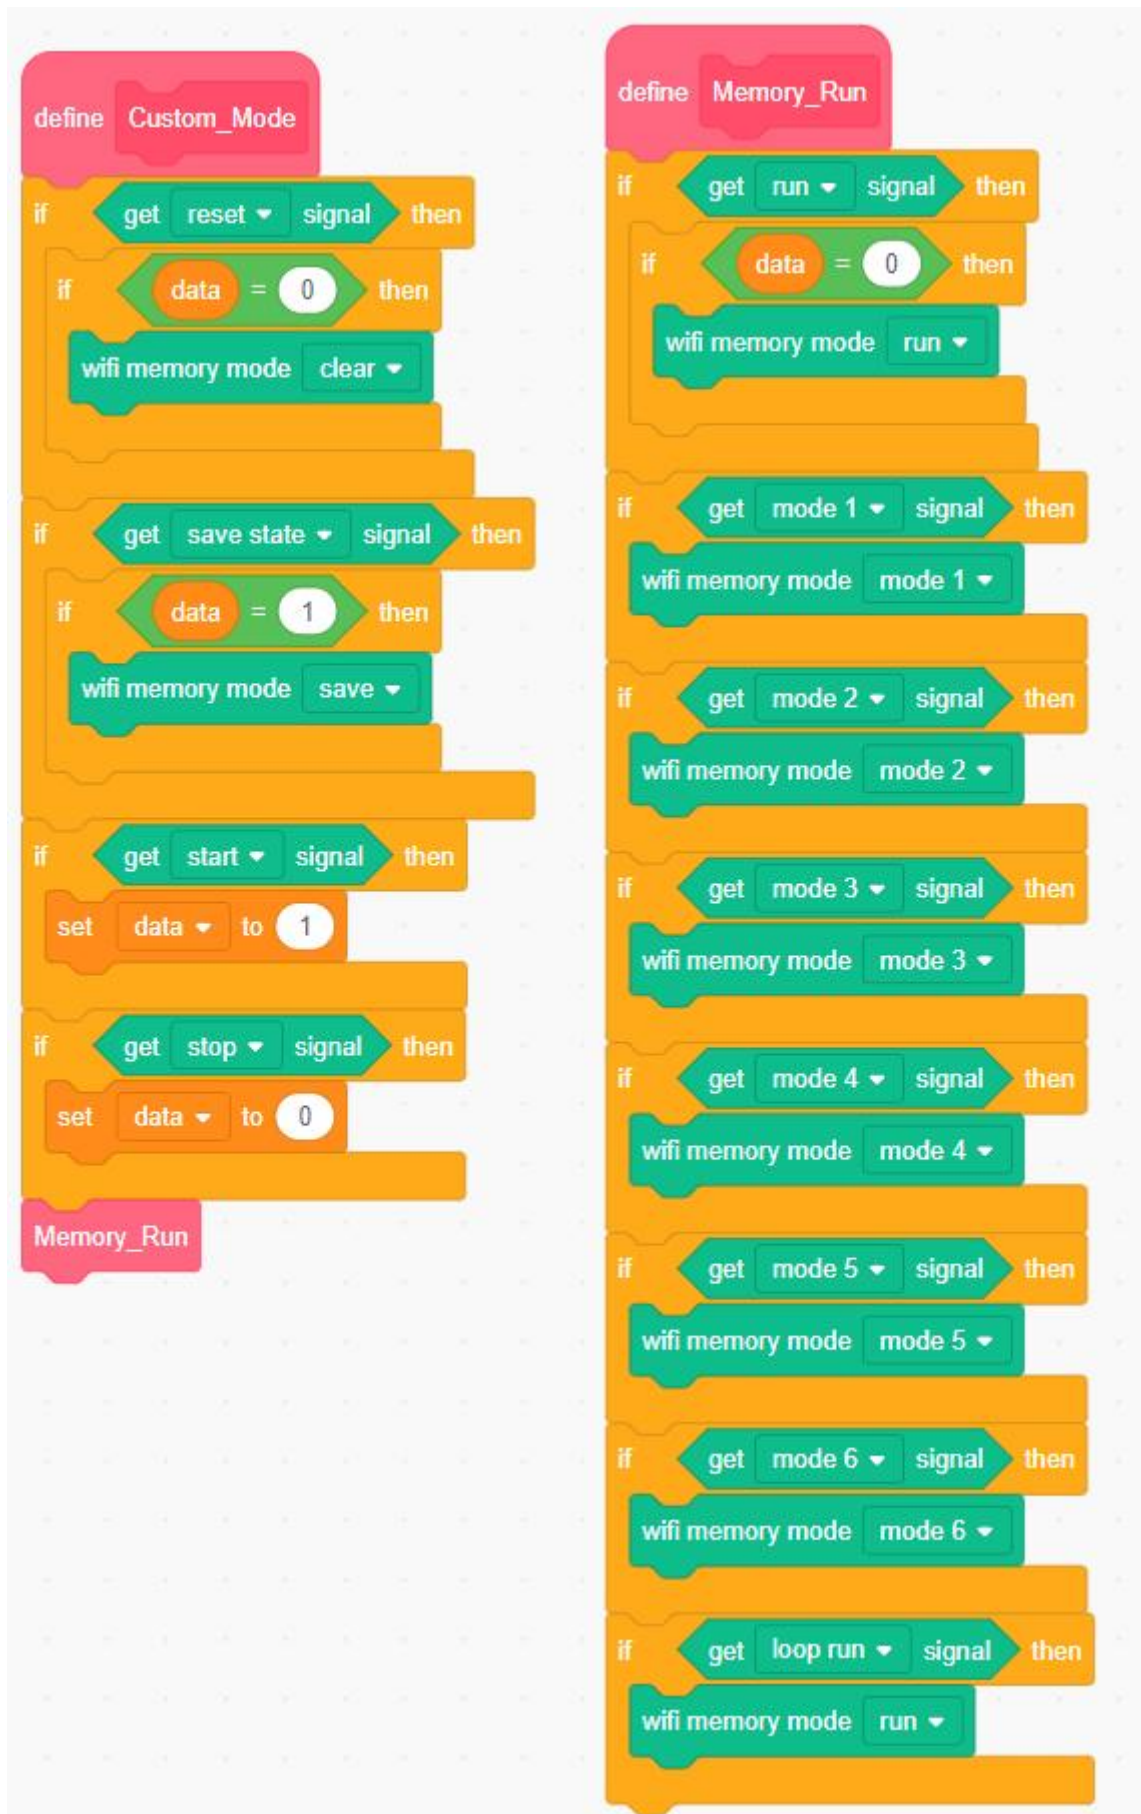 define Custom_Mode
if get reset signal then
if data = 0 then
wifi memory mode clear
if get save state signal then
if data = 1 then
wifi memory mode save
if get start signal then
set data to 1
if get stop signal then
set data to 0
Memory_Run
define Memory_Run
if get run signal then
if data = 0 then
wifi memory mode run
if get mode 1 signal then
wifi memory mode mode 1
if get mode 2 signal then
wifi memory mode mode 2
if get mode 3 signal then
wifi memory mode mode 3
if get mode 4 signal then
wifi memory mode mode 4
if get mode 5 signal then
wifi memory mode mode 5
if get mode 6 signal then
wifi memory mode mode 6
if get loop run signal then
wifi memory mode run